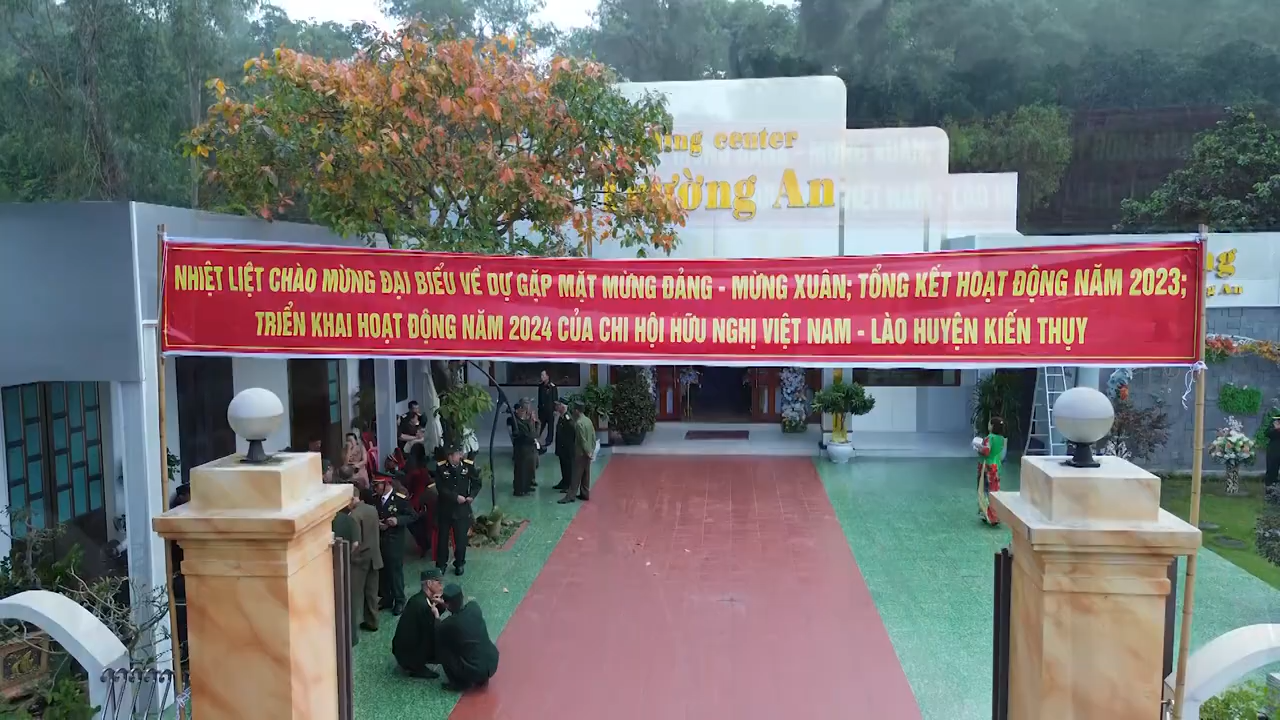 center
Trường An
NHIỆT LIỆT CHÀO MỪNG ĐẠI BIỂU VỀ DỰ GẶP MẶT MỪNG ĐẢNG - MỪNG XUÂN; TỔNG KẾT HOẠT ĐỘNG NĂM 2023;
TRIỂN KHAI HOẠT ĐỘNG NĂM 2024 CỦA CHI HỘI HỮU NGHỊ VIỆT NAM - LÀO HUYỆN KIẾN THỤY
An